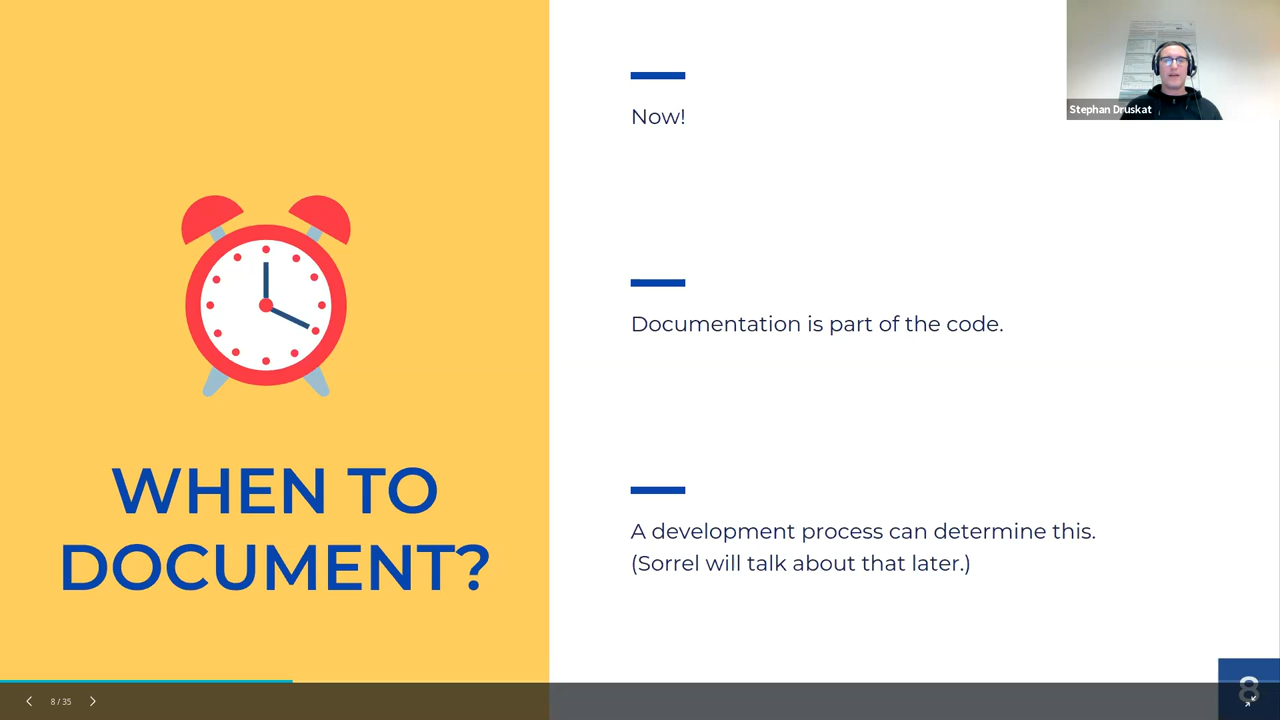 Now!
Stephan Druskat
Documentation is part of the code.
WHEN TO
DOCUMENT?
A development process can determine this.
(Sorrel will talk about that later.)
8 / 35
8